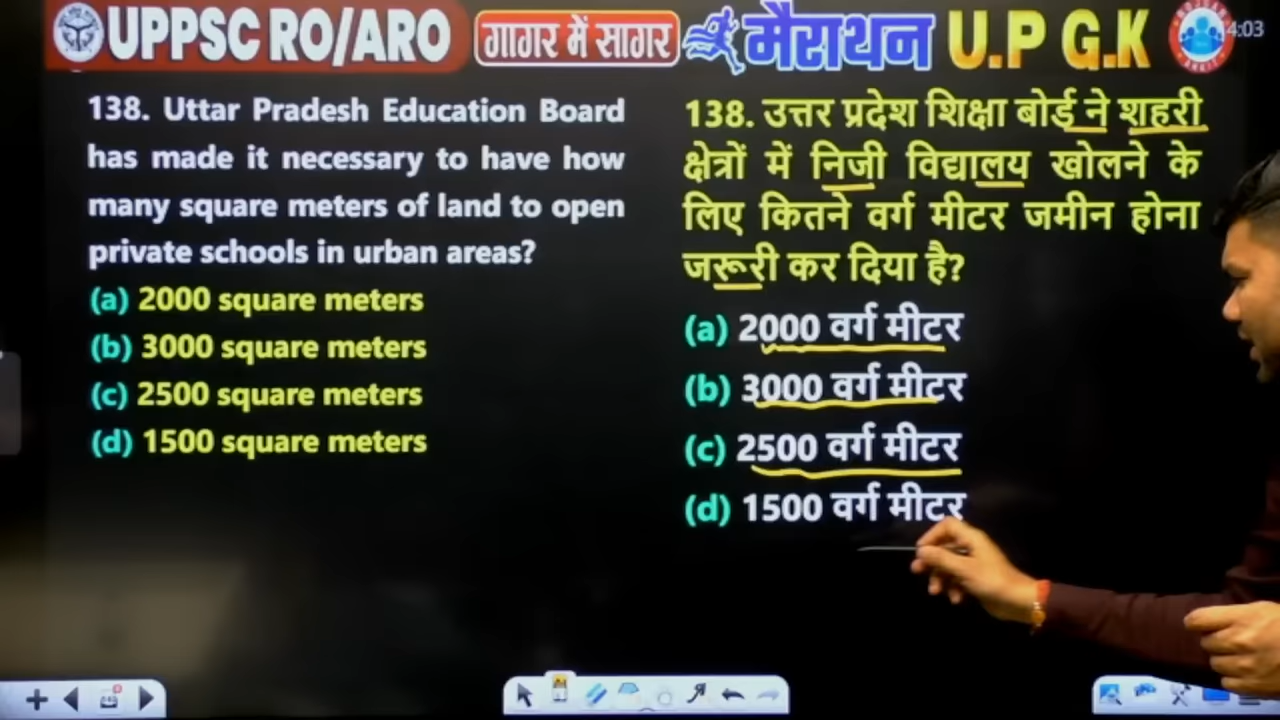 UPPSC RO/ARO गागर में सागर मैराथन U.P G.K
4:03
138. Uttar Pradesh Education Board
has made it necessary to have how
many square meters of land to open
private schools in urban areas?
(a) 2000 square meters
(b) 3000 square meters
(c) 2500 square meters
(d) 1500 square meters
138. उत्तर प्रदेश शिक्षा बोर्ड ने शहरी
क्षेत्रों में निजी विद्यालय खोलने के
लिए कितने वर्ग मीटर जमीन होना
जरूरी कर दिया है?
(a) 2000 वर्ग मीटर
(b) 3000 वर्ग मीटर
(c) 2500 वर्ग मीटर
(d) 1500 वर्ग मीटर